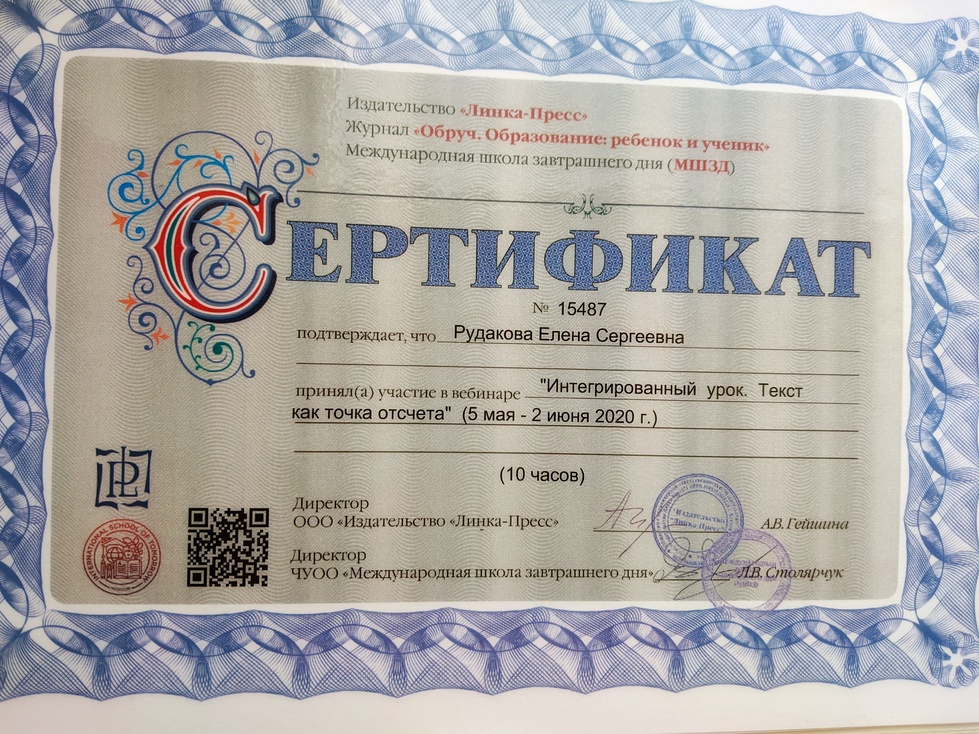 Издательство «Линка-Пресс»
Журнал «Обруч. Образование: ребенок и ученик»
Международная школа завтрашнего дня (МШЗД)
СЕРТИФИКАТ
№ 15487
подтверждает, что Рудакова Елена Сергеевна
принял(а) участие в вебинаре "Интегрированный урок. Текст
как точка отсчета" (5 мая - 2 июня 2020 г.)
(10 часов)
Директор
ООО «Издательство «Линка-Пресс» А.В. Гейшина
Директор
ЧУОО «Международная школа завтрашнего дня» Л.В. Столярчук
INTERNATIONAL SCHOOL OF TOMORROW
Издательство
Линка-Пресс